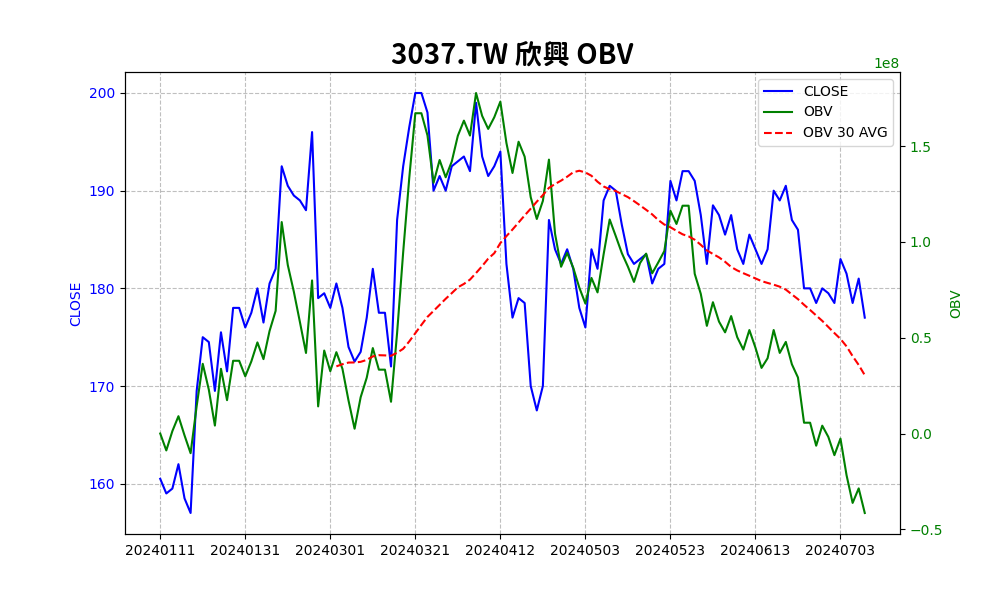 3037.TW 欣興 OBV
1e8
CLOSE
OBV
OBV 30 AVG
200
190
180
170
160
CLOSE
1.5
1.0
0.5
0.0
−0.5
OBV
20240111
20240131
20240301
20240321
20240412
20240503
20240523
20240613
20240703